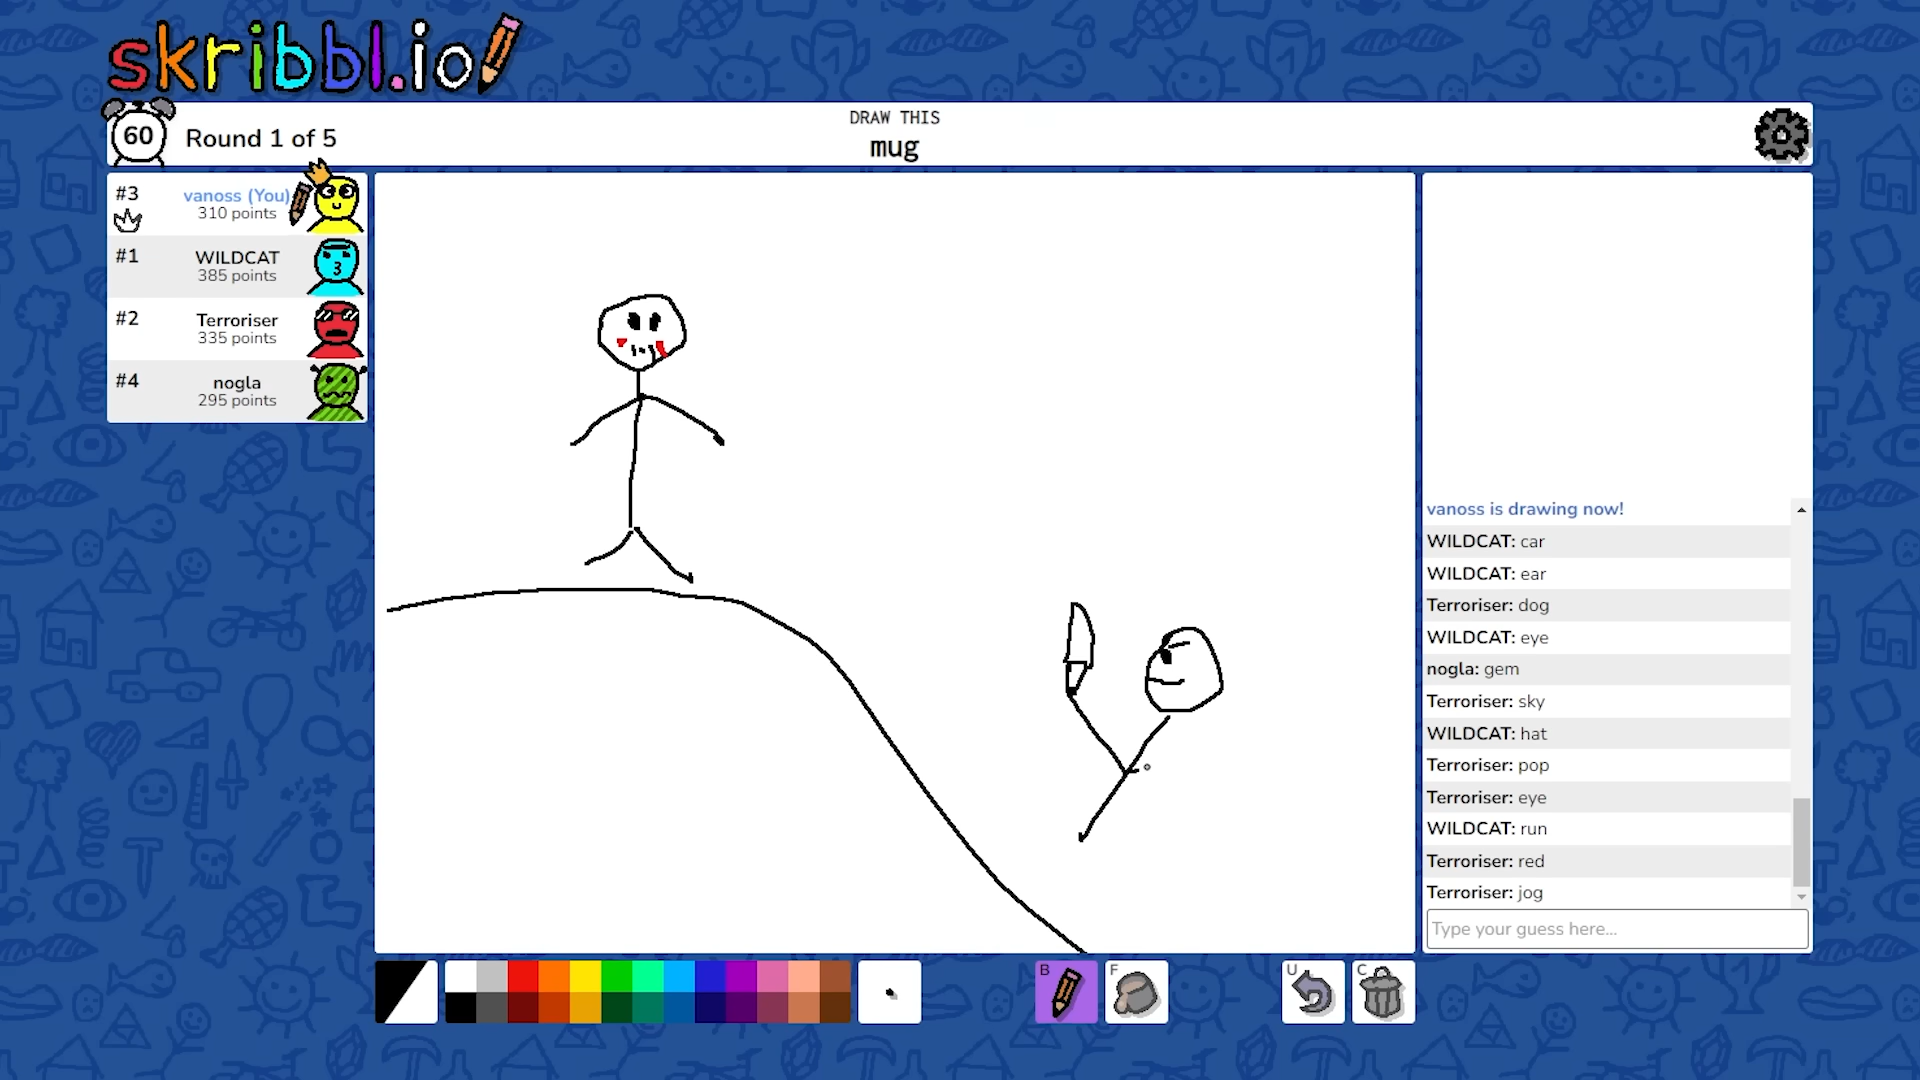 skribbl.io
60
Round 1 of 5
DRAW THIS
mug
#3
vanoss (You)
310 points
#1
WILDCAT
385 points
#2
Terroriser
335 points
#4
nogla
295 points
vanoss is drawing now!
WILDCAT: car
WILDCAT: ear
Terroriser: dog
WILDCAT: eye
nogla: gem
Terroriser: sky
WILDCAT: hat
Terroriser: pop
Terroriser: eye
WILDCAT: run
Terroriser: red
Terroriser: jog
Type your guess here...
B
F
U
C